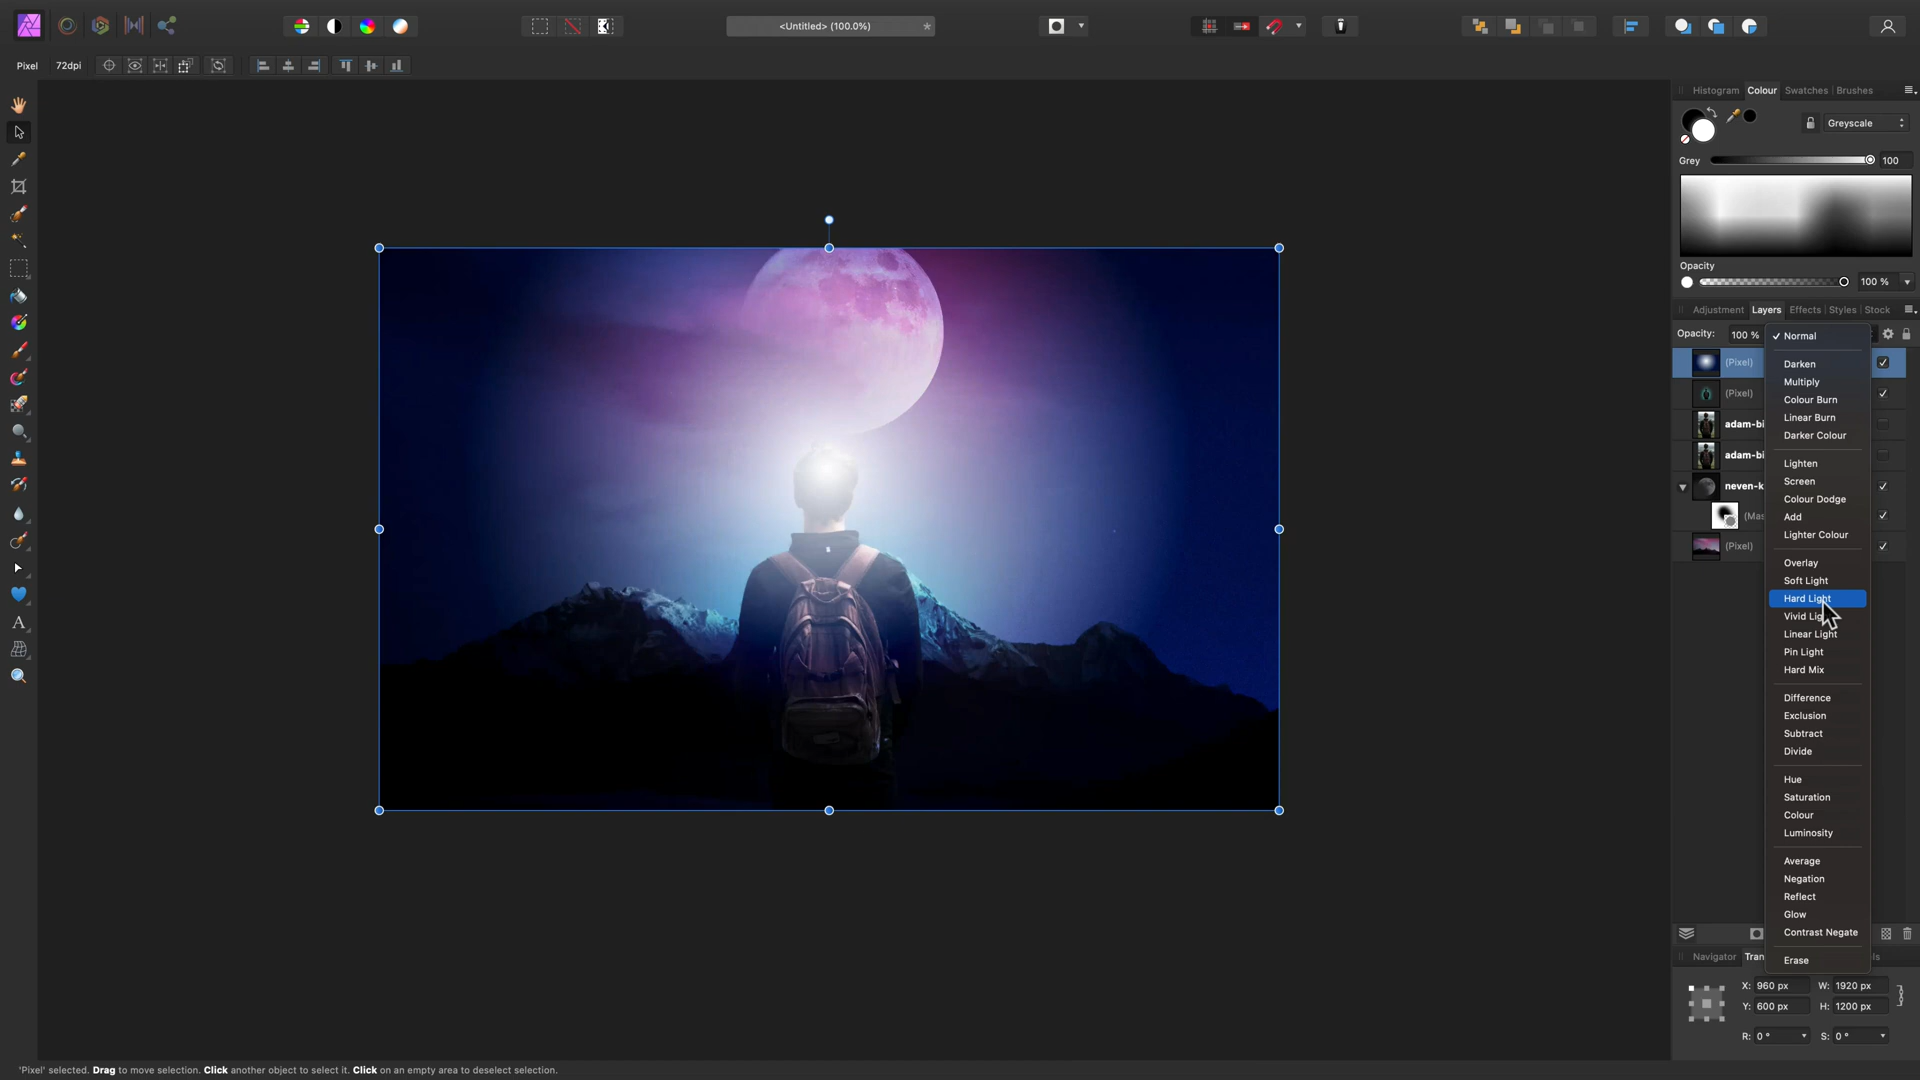 <Untitled> (100.0%)
*
Pixel 72dpi
Histogram Colour Swatches Brushes
Greyscale
Grey 100
Opacity
100 %
Adjustment Layers Effects Styles Stock
Opacity: 100 %
(Pixel)
(Pixel)
adam-bi
adam-bi
neven-k
(Mas
(Pixel)
Normal
Darken
Multiply
Colour Burn
Linear Burn
Darker Colour
Lighten
Screen
Colour Dodge
Add
Lighter Colour
Overlay
Soft Light
Hard Light
Vivid Lig
Linear Light
Pin Light
Hard Mix
Difference
Exclusion
Subtract
Divide
Hue
Saturation
Colour
Luminosity
Average
Negation
Reflect
Glow
Contrast Negate
Erase
Navigator Tran ls
X: 960 px W: 1920 px
Y: 600 px H: 1200 px
R: 0 ° S: 0 °
'Pixel' selected. Drag to move selection. Click another object to select it. Click on an empty area to deselect selection.